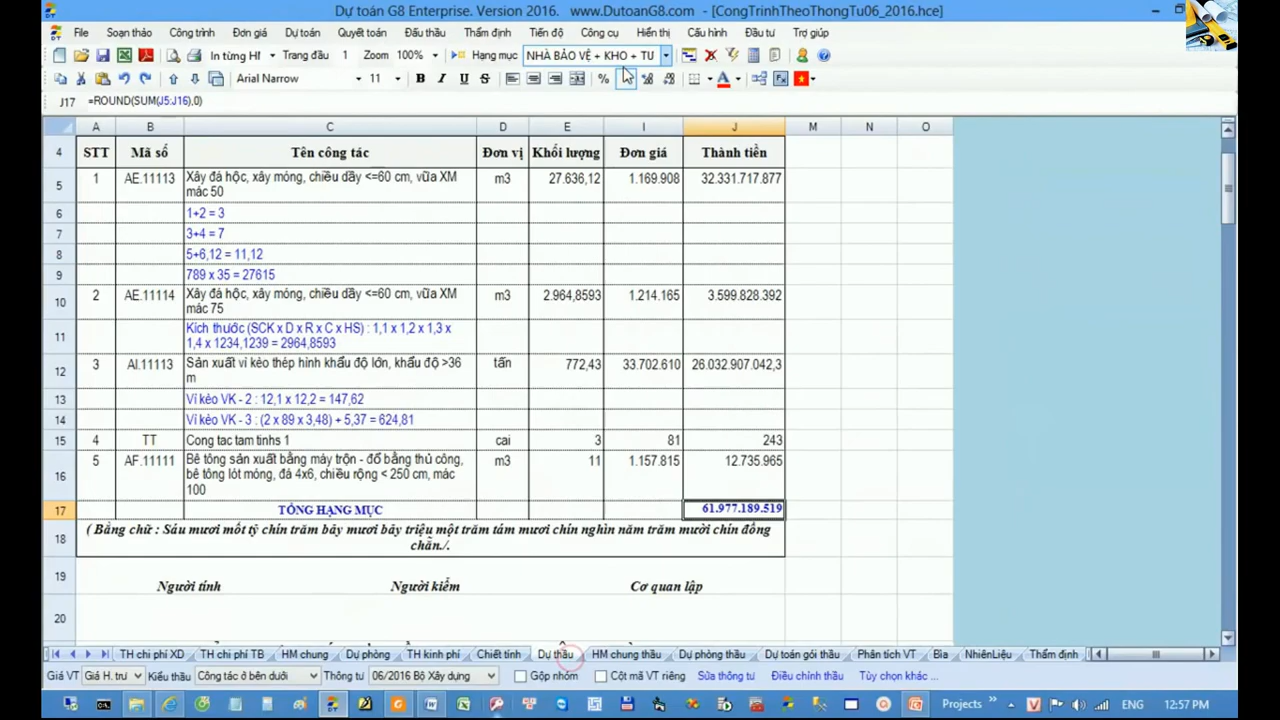 Dự toán G8 Enterprise. Version 2016. www.DutoanG8.com - [CongTrinhTheoThongTu06_2016.hce]
File Soạn thảo Công trình Đơn giá Dự toán Quyết toán Đấu thầu Thẩm định Tiến độ Công cụ Hiển thị Cấu hình Đầu tư Trợ giúp
In từng HF Trang đầu 1 Zoom 100% Hạng mục NHÀ BẢO VỆ + KHO + TU
Arial Narrow 11 B I U S %
J17 =ROUND(SUM(J5:J16),0)
A B C D E I J M N O
4 STT Mã số Tên công tác Đơn vị Khối lượng Đơn giá Thành tiền
5 1 AE.11113 Xây đá hộc, xây móng, chiều dầy <=60 cm, vữa XM m3 27.636,12 1.169.908 32.331.717.877
mác 50
6 1+2 = 3
7 3+4 = 7
8 5+6,12 = 11,12
9 789 x 35 = 27615
10 2 AE.11114 Xây đá hộc, xây móng, chiều dầy <=60 cm, vữa XM m3 2.964,8593 1.214.165 3.599.828.392
mác 75
11 Kích thước (SCK x D x R x C x HS) : 1,1 x 1,2 x 1,3 x
1,4 x 1234,1239 = 2964,8593
12 3 AI.11113 Sản xuất vì kèo thép hình khẩu độ lớn, khẩu độ >36 tấn 772,43 33.702.610 26.032.907.042,3
m
13 Vì kèo VK - 2 : 12,1 x 12,2 = 147,62
14 Vì kèo VK - 3 : (2 x 89 x 3,48) + 5,37 = 624,81
15 4 TT Cong tac tam tinhs 1 cai 3 81 243
16 5 AF.11111 Bê tông sản xuất bằng máy trộn - đổ bằng thủ công, m3 11 1.157.815 12.735.965
bê tông lót móng, đá 4x6, chiều rộng < 250 cm, mác
100
17 TỔNG HẠNG MỤC 61.977.189.519
18 ( Bằng chữ : Sáu mươi mốt tỷ chín trăm bảy mươi bảy triệu một trăm tám mươi chín nghìn năm trăm mười chín đồng
chẵn./.
19 Người tính Người kiểm Cơ quan lập
20
TH chi phí XD TH chi phí TB HM chung Dự phòng TH kinh phí Chiết tính Dự thầu HM chung thầu Dự phòng thầu Dự toán gói thầu Phân tích VT Bìa NhiênLiệu Thẩm định
Giá VT Giá H.trư Kiểu thầu Công tác ở bên dưới Thông tư 06/2016 Bộ Xây dựng Gộp nhóm Cột mã VT riêng Sửa thông tư Điều chỉnh thầu Tùy chọn khác ...
Projects » V ENG 12:57 PM